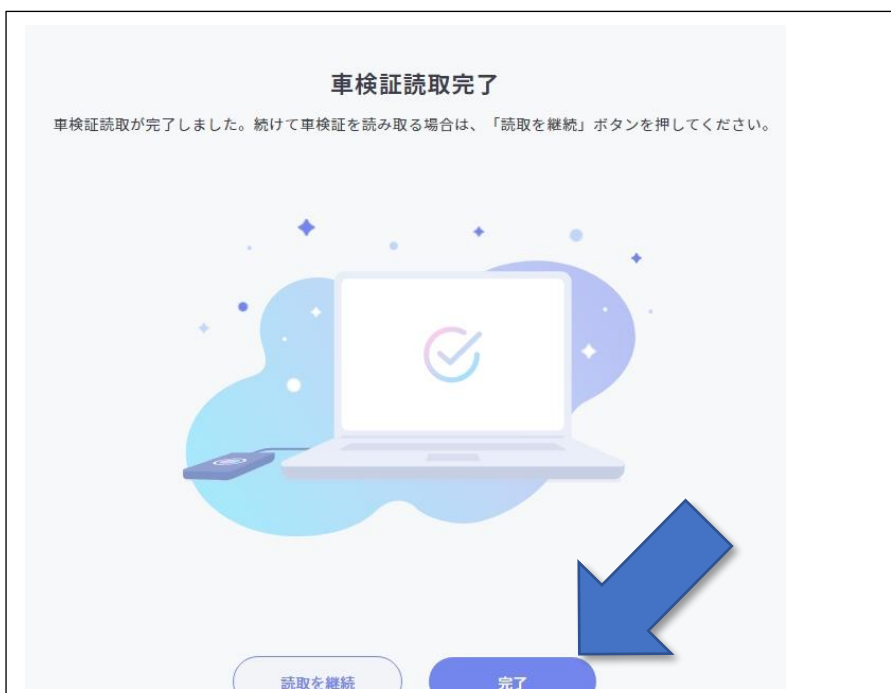 車検証読取完了
車検証読取が完了しました。続けて車検証を読み取る場合は、「読取を継続」ボタンを押してください。
読取を継続
完了